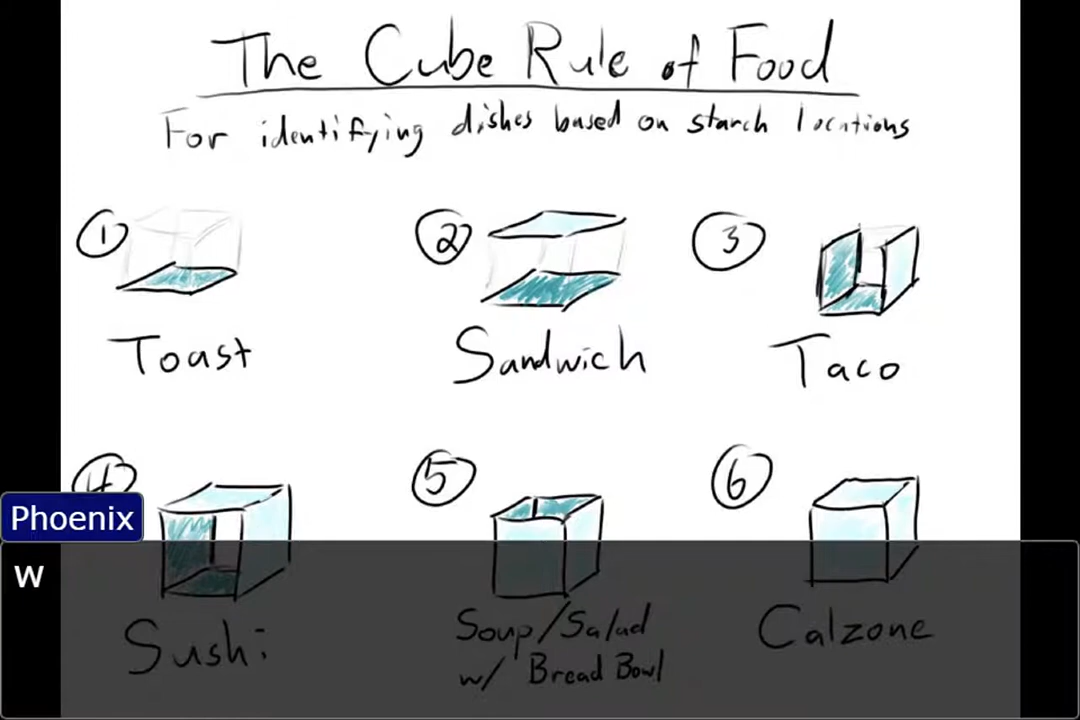 The Cube Rule of Food
For identifying dishes based on starch locations
1 2 3
Toast Sandwich Taco
4 5 6
Phoenix
w
Sushi Soup/Salad Calzone
w/ Bread Bowl